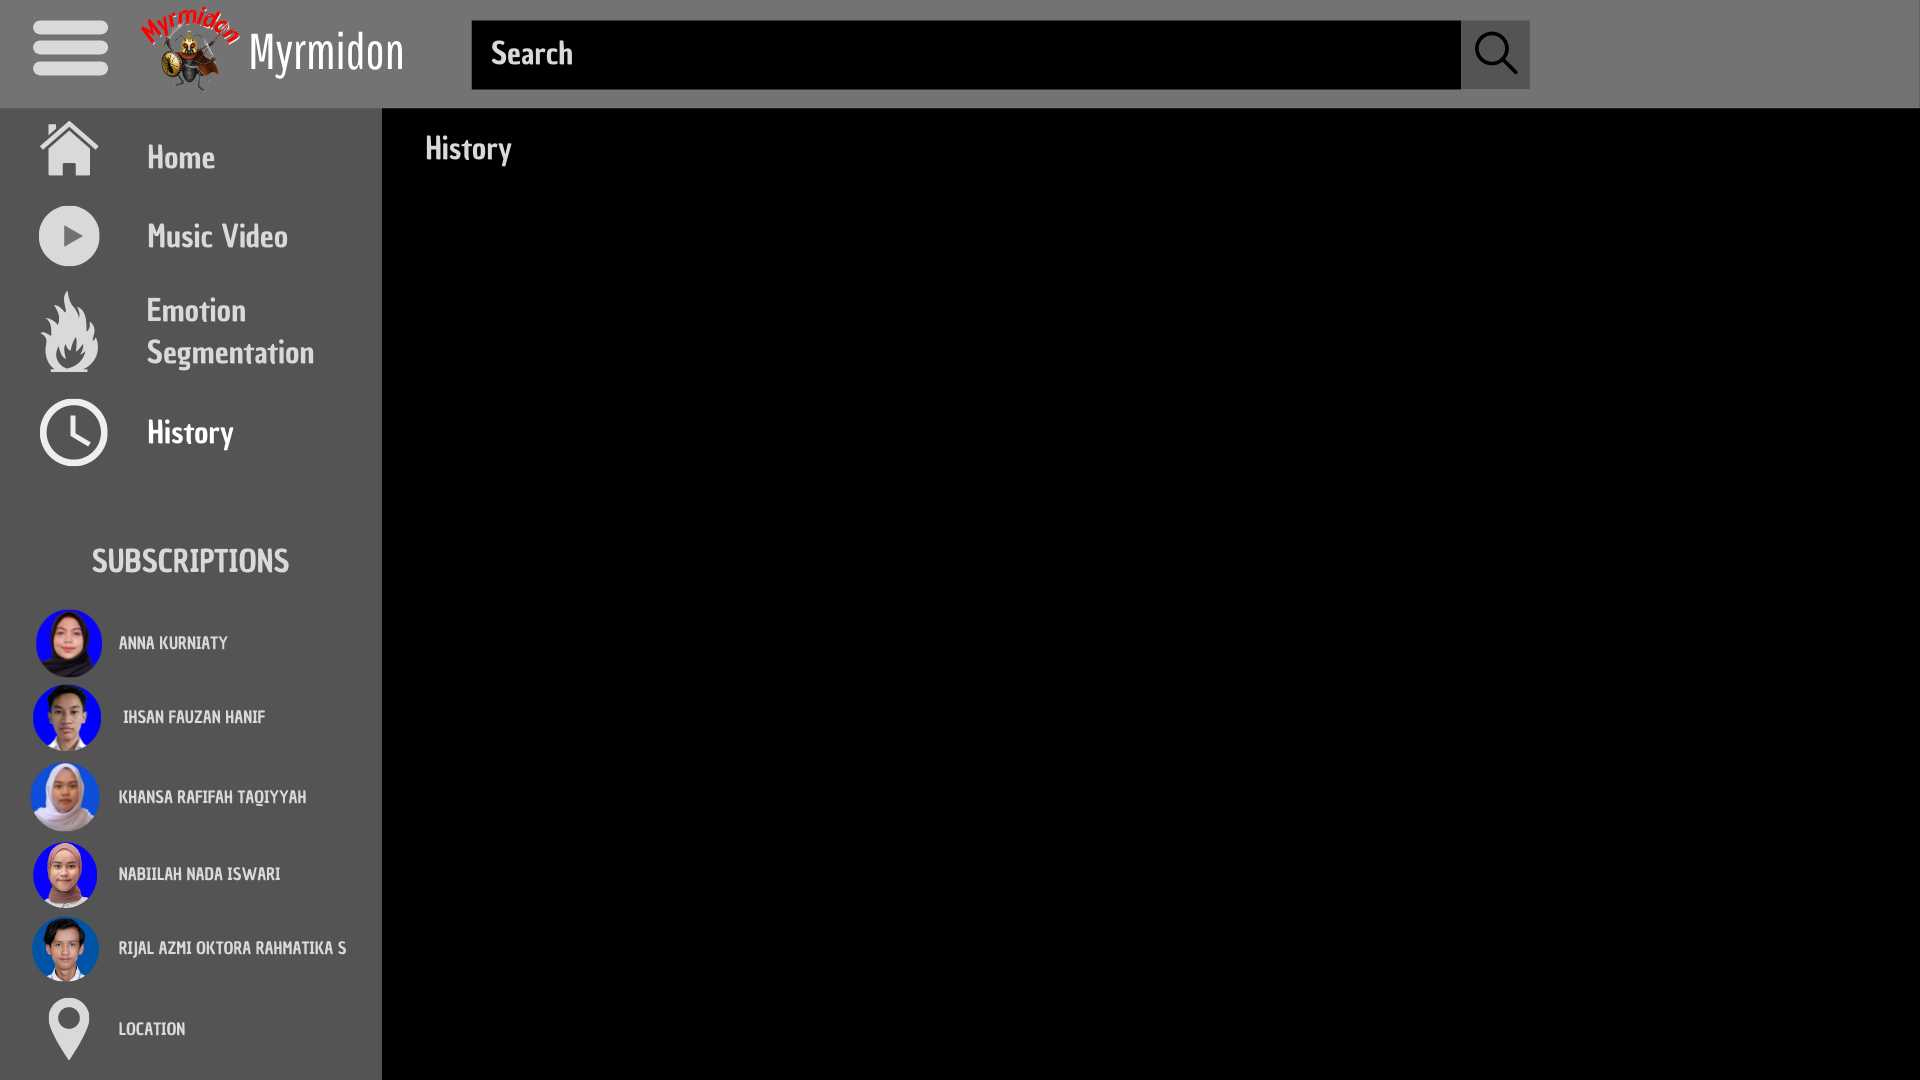 Myrmidon
Myrmidon
Search
Home
Music Video
Emotion
Segmentation
History
SUBSCRIPTIONS
ANNA KURNIATY
IHSAN FAUZAN HANIF
KHANSA RAFIFAH TAQIYYAH
NABIILAH NADA ISWARI
RIJAL AZMI OKTORA RAHMATIKA S
LOCATION
History